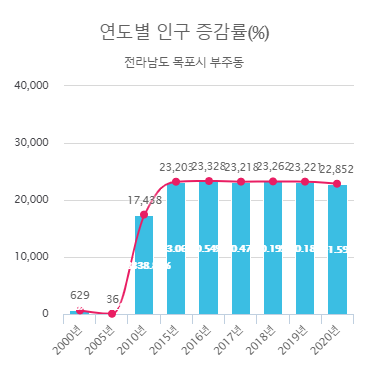 연도별 인구 증감률(%)
전라남도 목포시 부주동
40,000
30,000
20,000
10,000
0
629
36
17,438
23,203
23,328
23,218
23,262
23,221
22,852
2000년
2005년
2010년
2015년
2016년
2017년
2018년
2019년
2020년